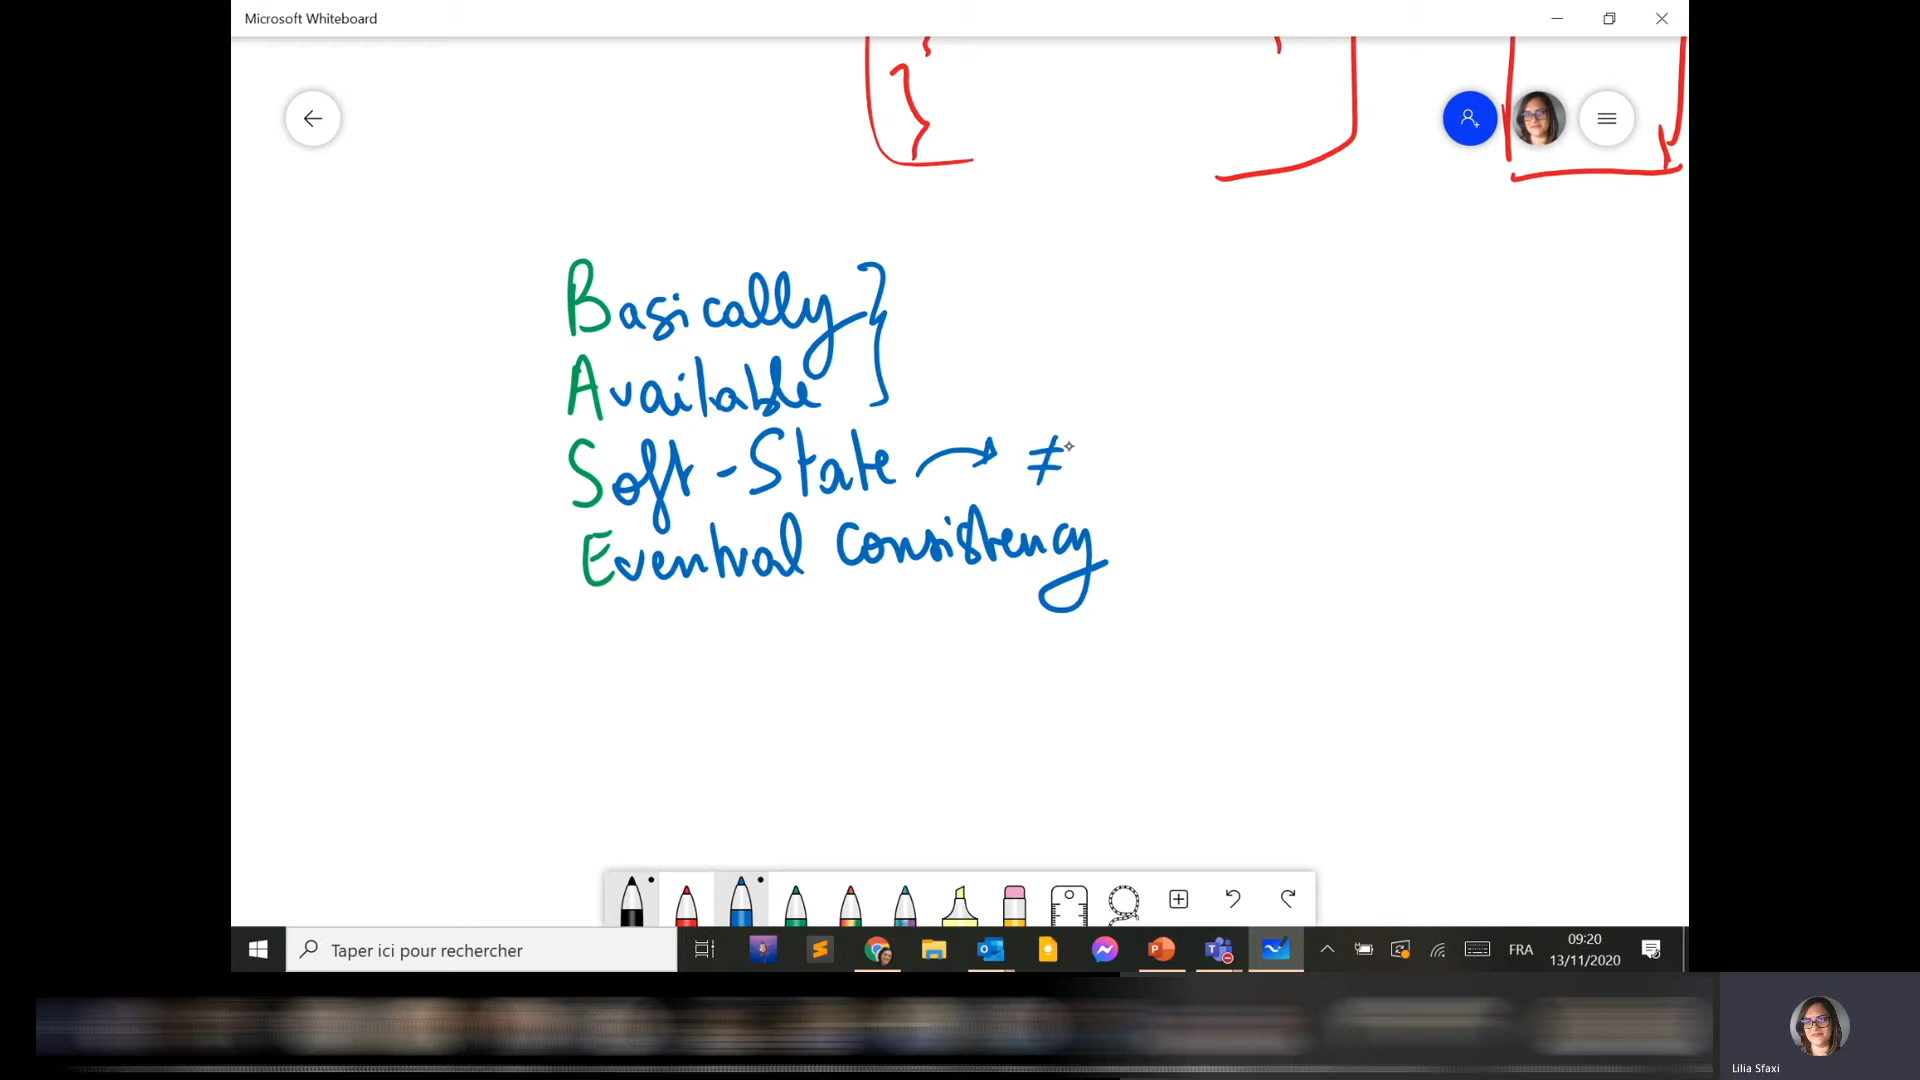 Microsoft Whiteboard
Basically
Available
Soft-State → ≠
Eventual consistency
Taper ici pour rechercher
FRA
09:20
13/11/2020
Lilia Sfaxi